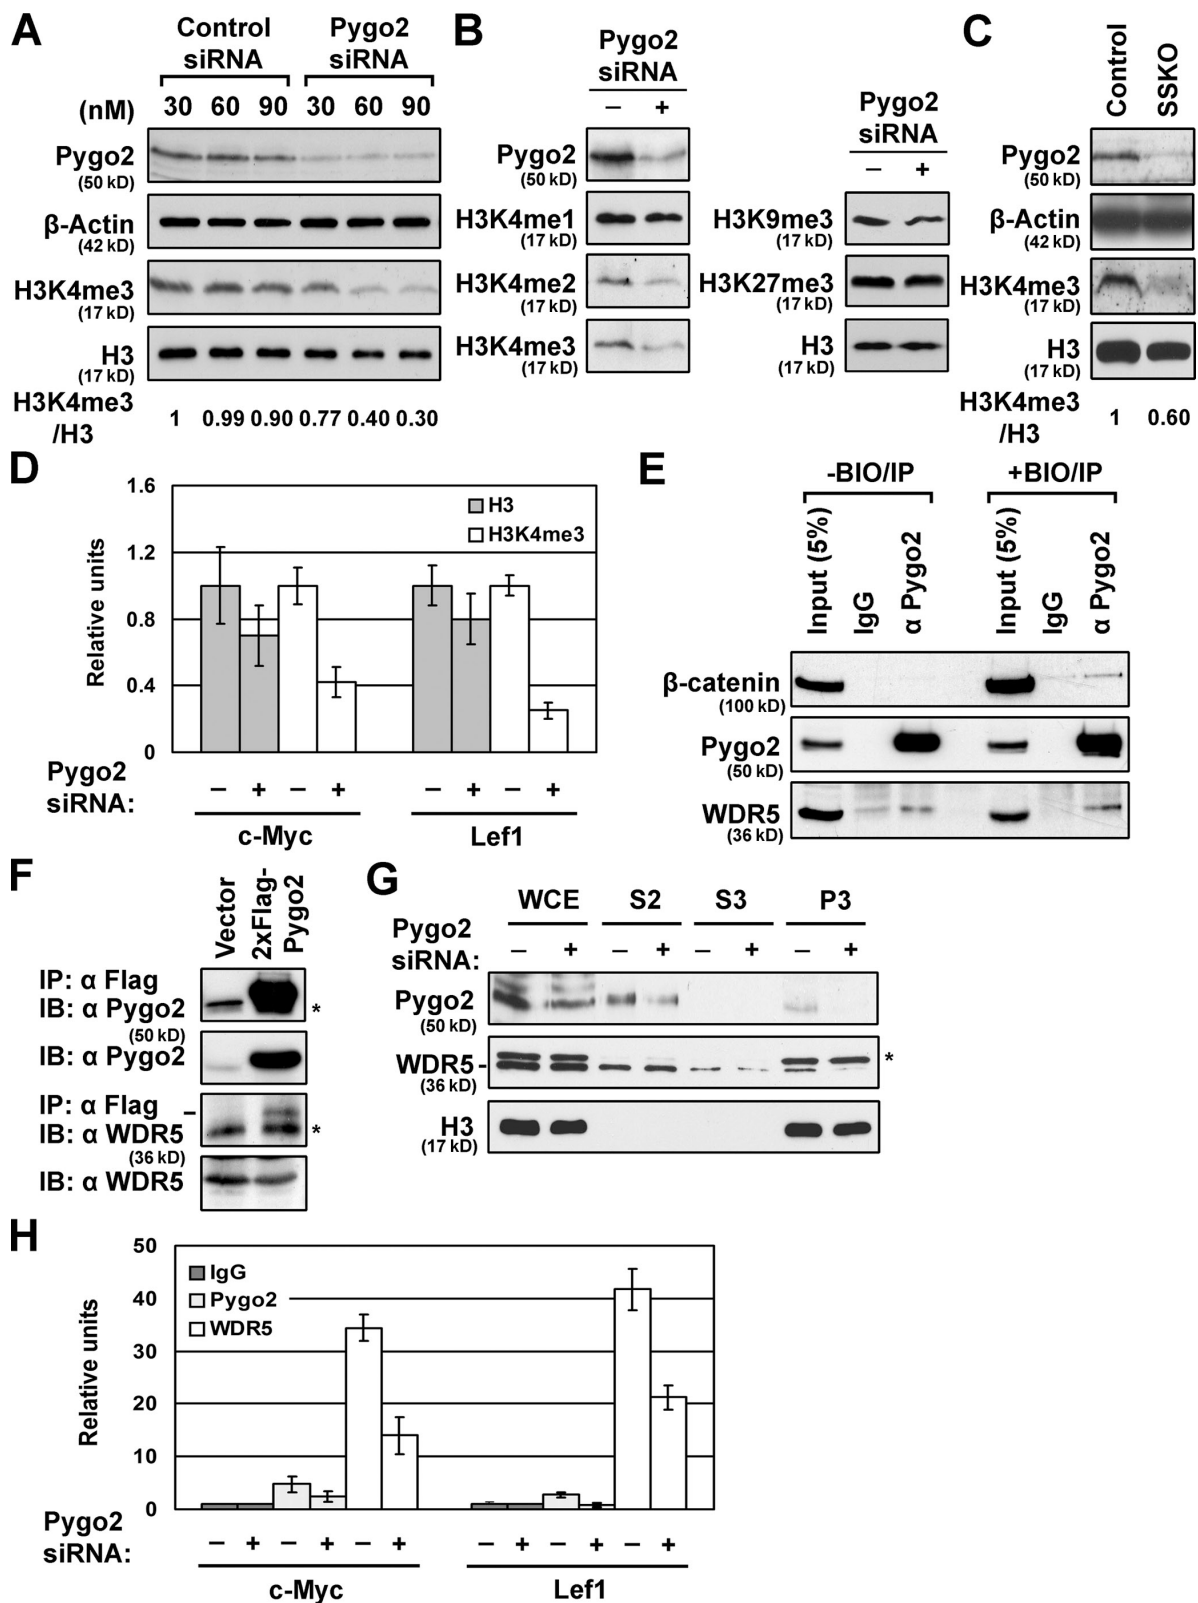 A
Control siRNA
Pygo2 siRNA
(nM) 30 60 90 30 60 90
Pygo2
(50 kD)
β-Actin
(42 kD)
H3K4me3
(17 kD)
H3
(17 kD)
H3K4me3 /H3 1 0.99 0.90 0.77 0.40 0.30
B
Pygo2 siRNA
– +
Pygo2
(50 kD)
H3K4me1
(17 kD)
H3K4me2
(17 kD)
H3K4me3
(17 kD)
Pygo2 siRNA
– +
H3K9me3
(17 kD)
H3K27me3
(17 kD)
H3
(17 kD)
C
Control SSKO
Pygo2
(50 kD)
β-Actin
(42 kD)
H3K4me3
(17 kD)
H3
(17 kD)
H3K4me3 /H3 1 0.60
D
Relative units
1.6
1.2
0.8
0.4
0
H3
H3K4me3
Pygo2 siRNA: – + – + – + – +
c-Myc Lef1
E
-BIO/IP +BIO/IP
Input (5%) IgG α Pygo2 Input (5%) IgG α Pygo2
β-catenin
(100 kD)
Pygo2
(50 kD)
WDR5
(36 kD)
F
Vector 2xFlag-Pygo2
IP: α Flag
IB: α Pygo2 *
(50 kD)
IB: α Pygo2
IP: α Flag –
IB: α WDR5 *
(36 kD)
IB: α WDR5
G
WCE S2 S3 P3
Pygo2 siRNA: – + – + – + – +
Pygo2
(50 kD)
WDR5- *
(36 kD)
H3
(17 kD)
H
Relative units
50
40
30
20
10
0
IgG
Pygo2
WDR5
Pygo2 siRNA: – + – + – + – + – + – +
c-Myc Lef1